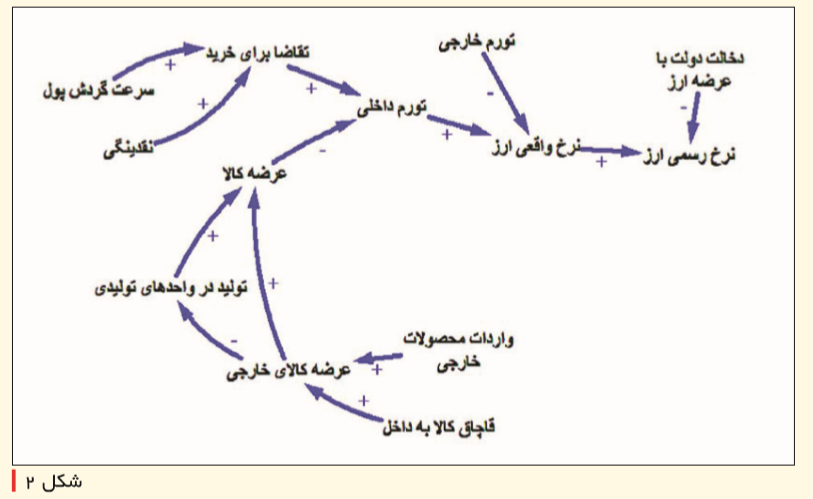 تورم خارجی
تقاضا برای خرید
دخالت دولت با
عرضه ارز
+
سرعت گردش پول
+
-
-
نقدینگی
+
تورم داخلی
+
نرخ واقعی ارز
+
نرخ رسمی ارز
-
عرضه کالا
+
تولید در واحدهای تولیدی
+
-
واردات محصولات
خارجی
+
عرضه کالای خارجی
+
قاچاق کالا به داخل
شکل ۲